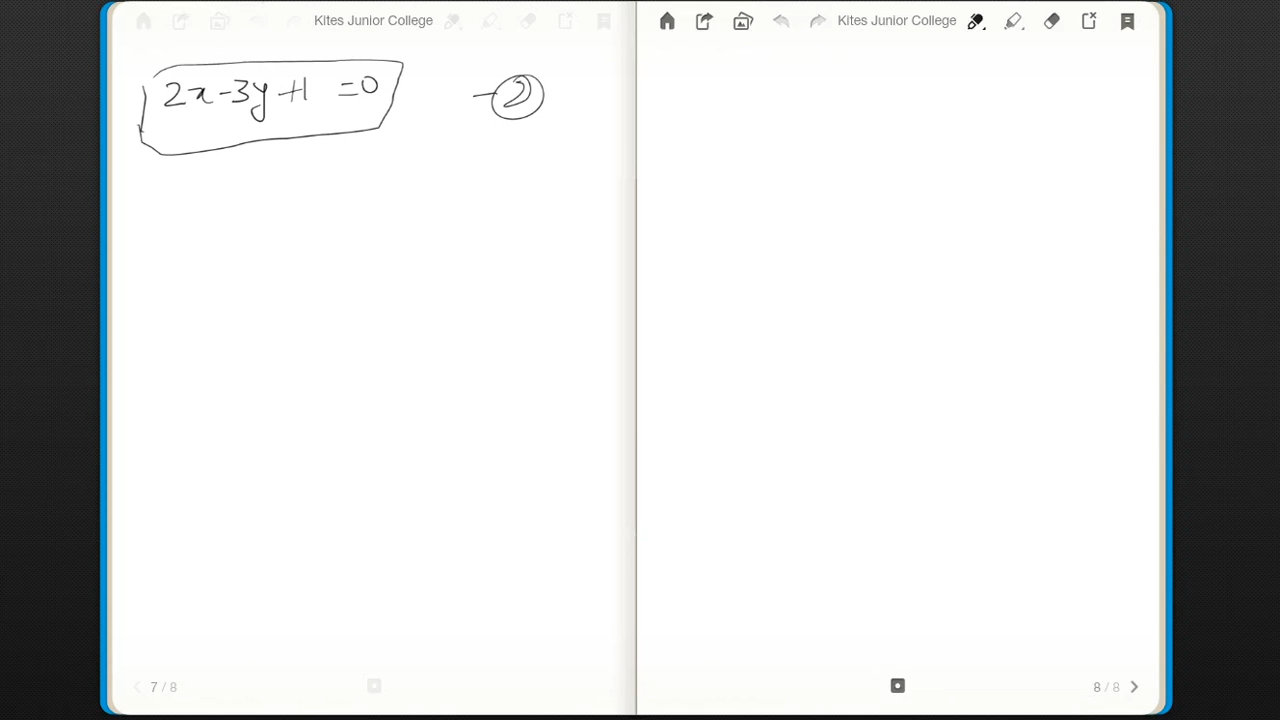 Kites Junior College
Kites Junior College
2x-3y+1 =0 -②
7 / 8
8 / 8